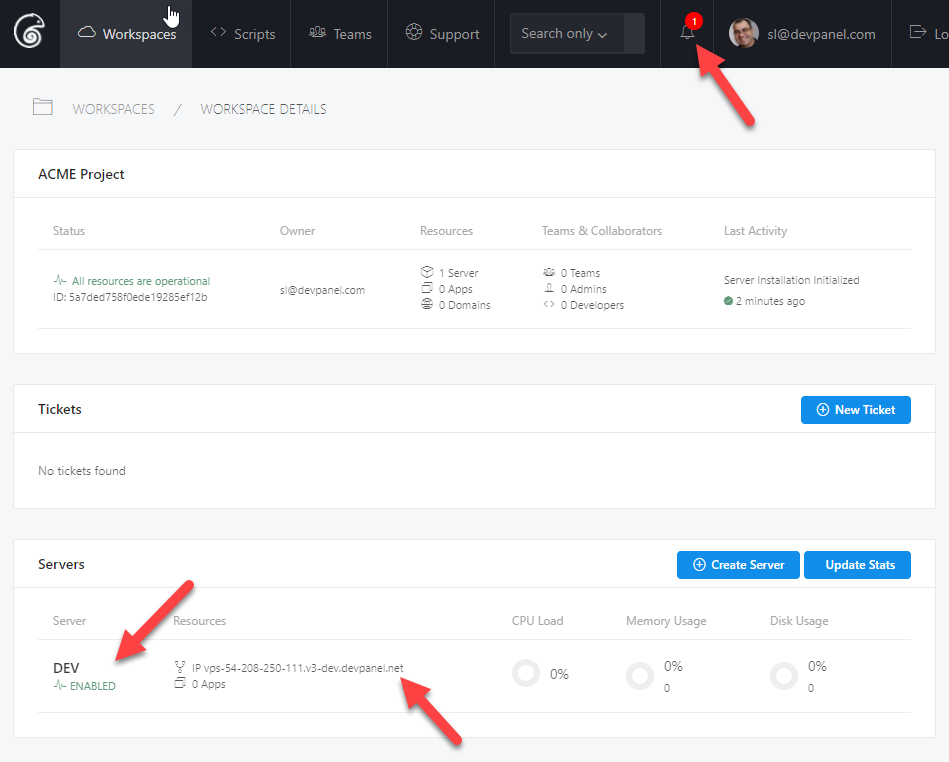 Workspaces
Scripts
Teams
Support
Search only
1
sl@devpanel.com
Lo
WORKSPACES / WORKSPACE DETAILS
ACME Project
Status Owner Resources Teams & Collaborators Last Activity
All resources are operational
ID: 5a7ded758f0ede19285ef12b
sl@devpanel.com
1 Server
0 Apps
0 Domains
0 Teams
0 Admins
0 Developers
Server Installation Initialized
2 minutes ago
Tickets
New Ticket
No tickets found
Servers
Create Server
Update Stats
Server Resources CPU Load Memory Usage Disk Usage
DEV
ENABLED
IP vps-54-208-250-111.v3-dev.devpanel.net
0 Apps
0%
0%
0
0%
0